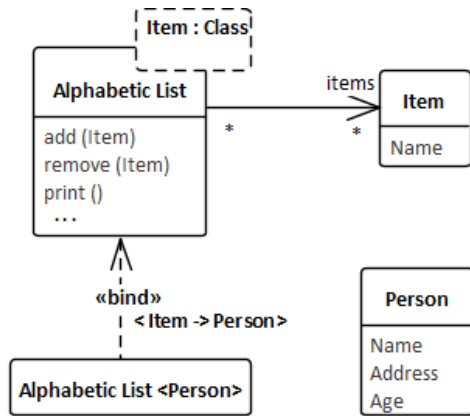 Item : Class
Alphabetic List
add (Item)
remove (Item)
print ()
...
items
*
*
Item
Name
«bind»
< Item -> Person>
Alphabetic List <Person>
Person
Name
Address
Age